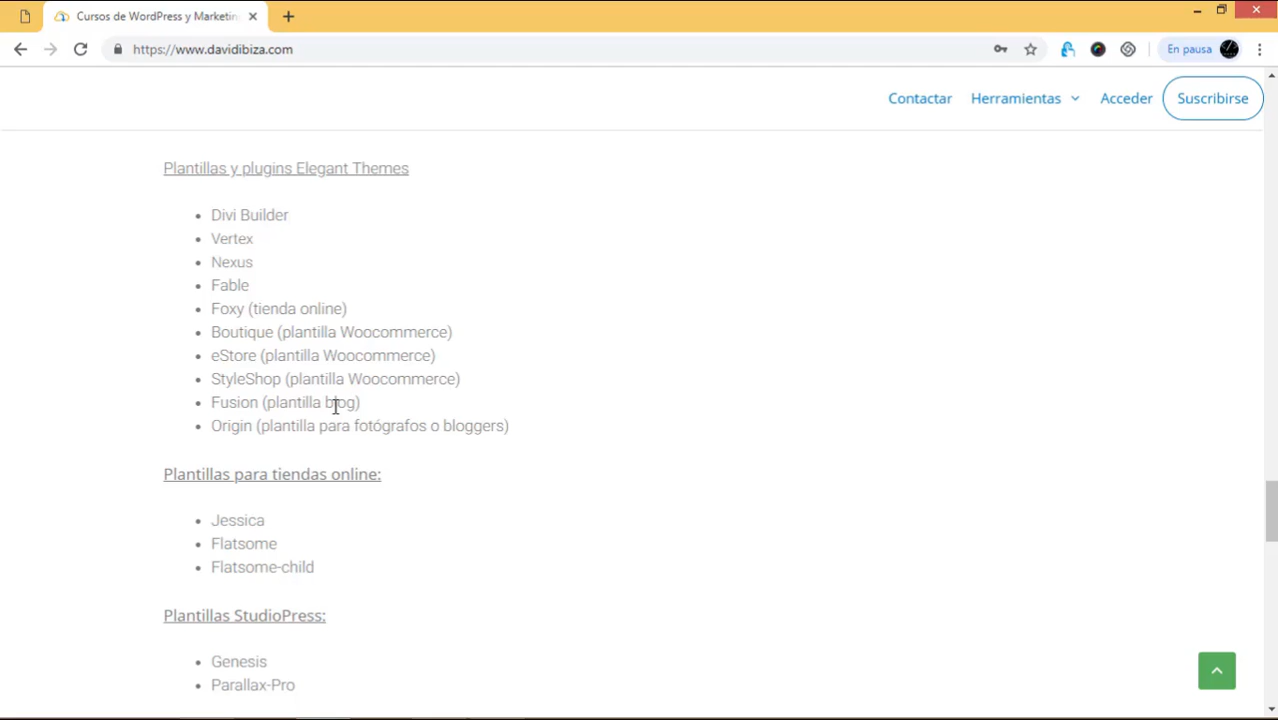 Cursos de WordPress y Marketin
https://www.davidibiza.com
En pausa
Contactar
Herramientas
Acceder
Suscribirse
Plantillas y plugins Elegant Themes
Divi Builder
Vertex
Nexus
Fable
Foxy (tienda online)
Boutique (plantilla Woocommerce)
eStore (plantilla Woocommerce)
StyleShop (plantilla Woocommerce)
Fusion (plantilla blog)
Origin (plantilla para fotógrafos o bloggers)
Plantillas para tiendas online:
Jessica
Flatsome
Flatsome-child
Plantillas StudioPress:
Genesis
Parallax-Pro